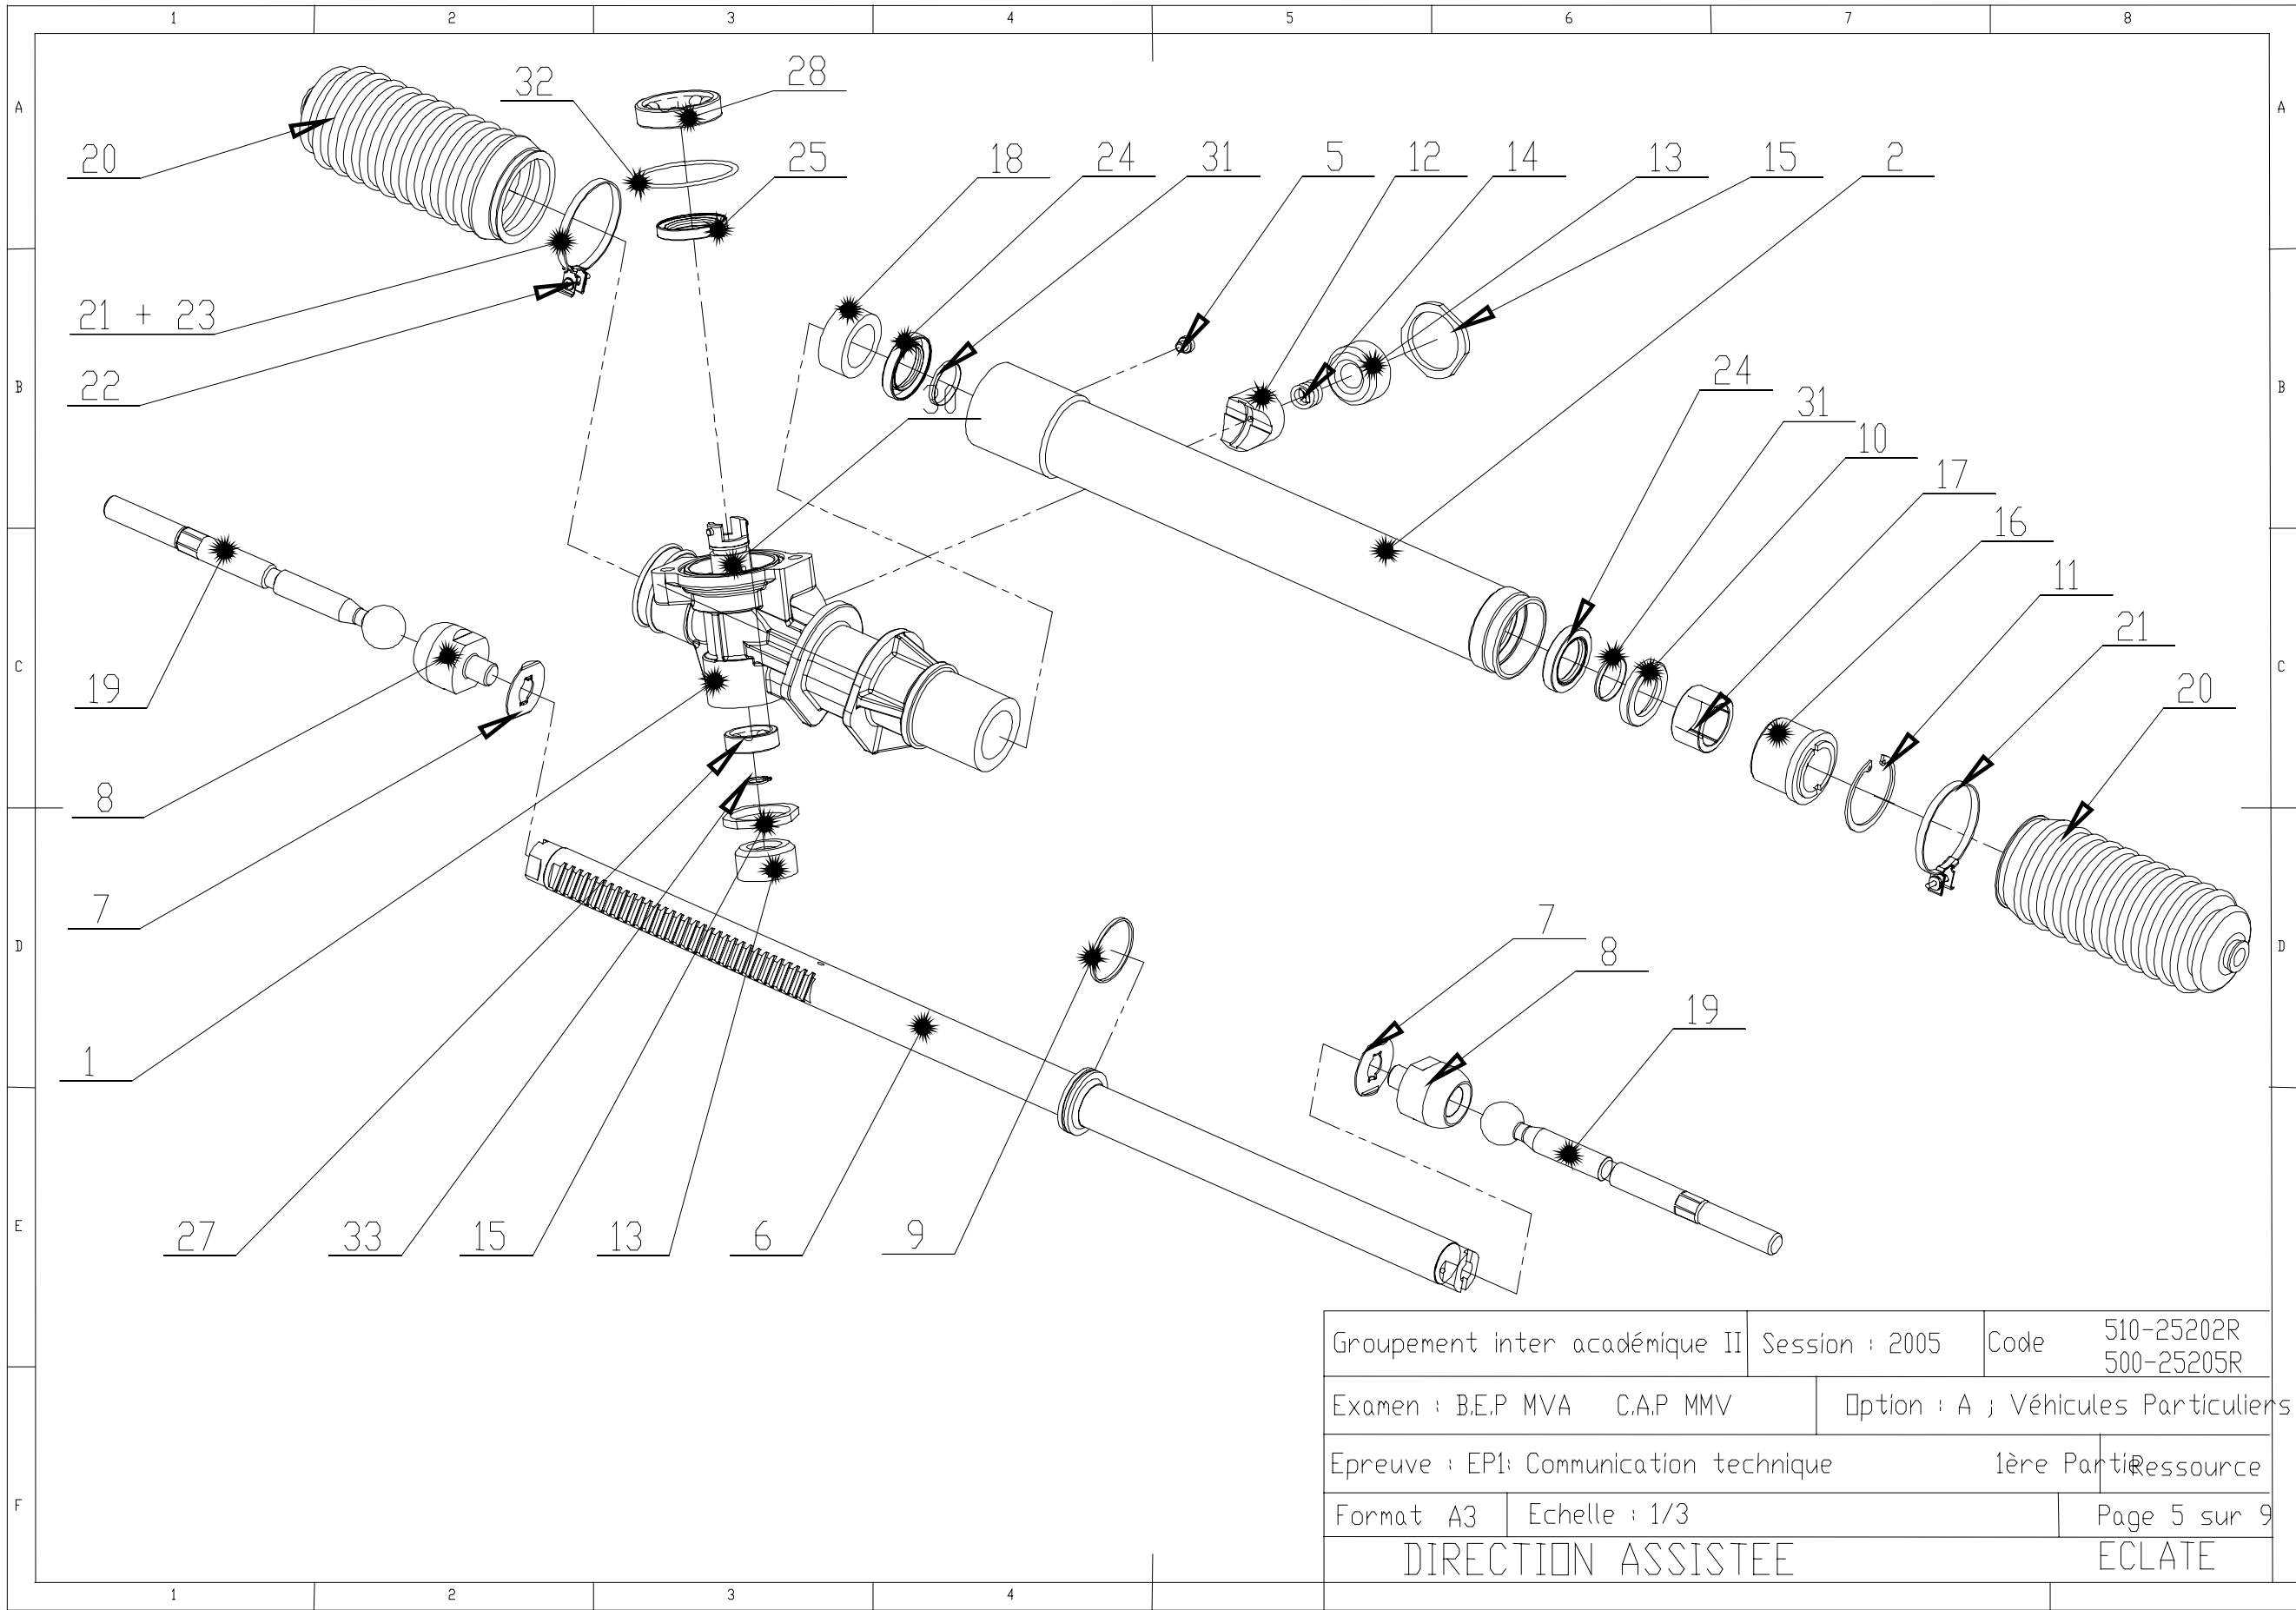 1 2 3 4 5 6 7 8
A A
32 28
20 25 18 24 31 5 12 14 13 15 2
21 + 23
22
B B
24
31
10
17
16
11
21
20
19
C C
8
7
1
D D
7
8
19
27 33 15 13 6 9
E
F
Groupement inter académique II Session : 2005 Code 510-25202R
500-25205R
Examen : B.E.P MVA C.A.P MMV Option : A ; Véhicules Particuliers
Epreuve : EP1: Communication technique 1ère Partie Ressource
Format A3 Echelle : 1/3 Page 5 sur 9
DIRECTION ASSISTEE ECLATE
1 2 3 4